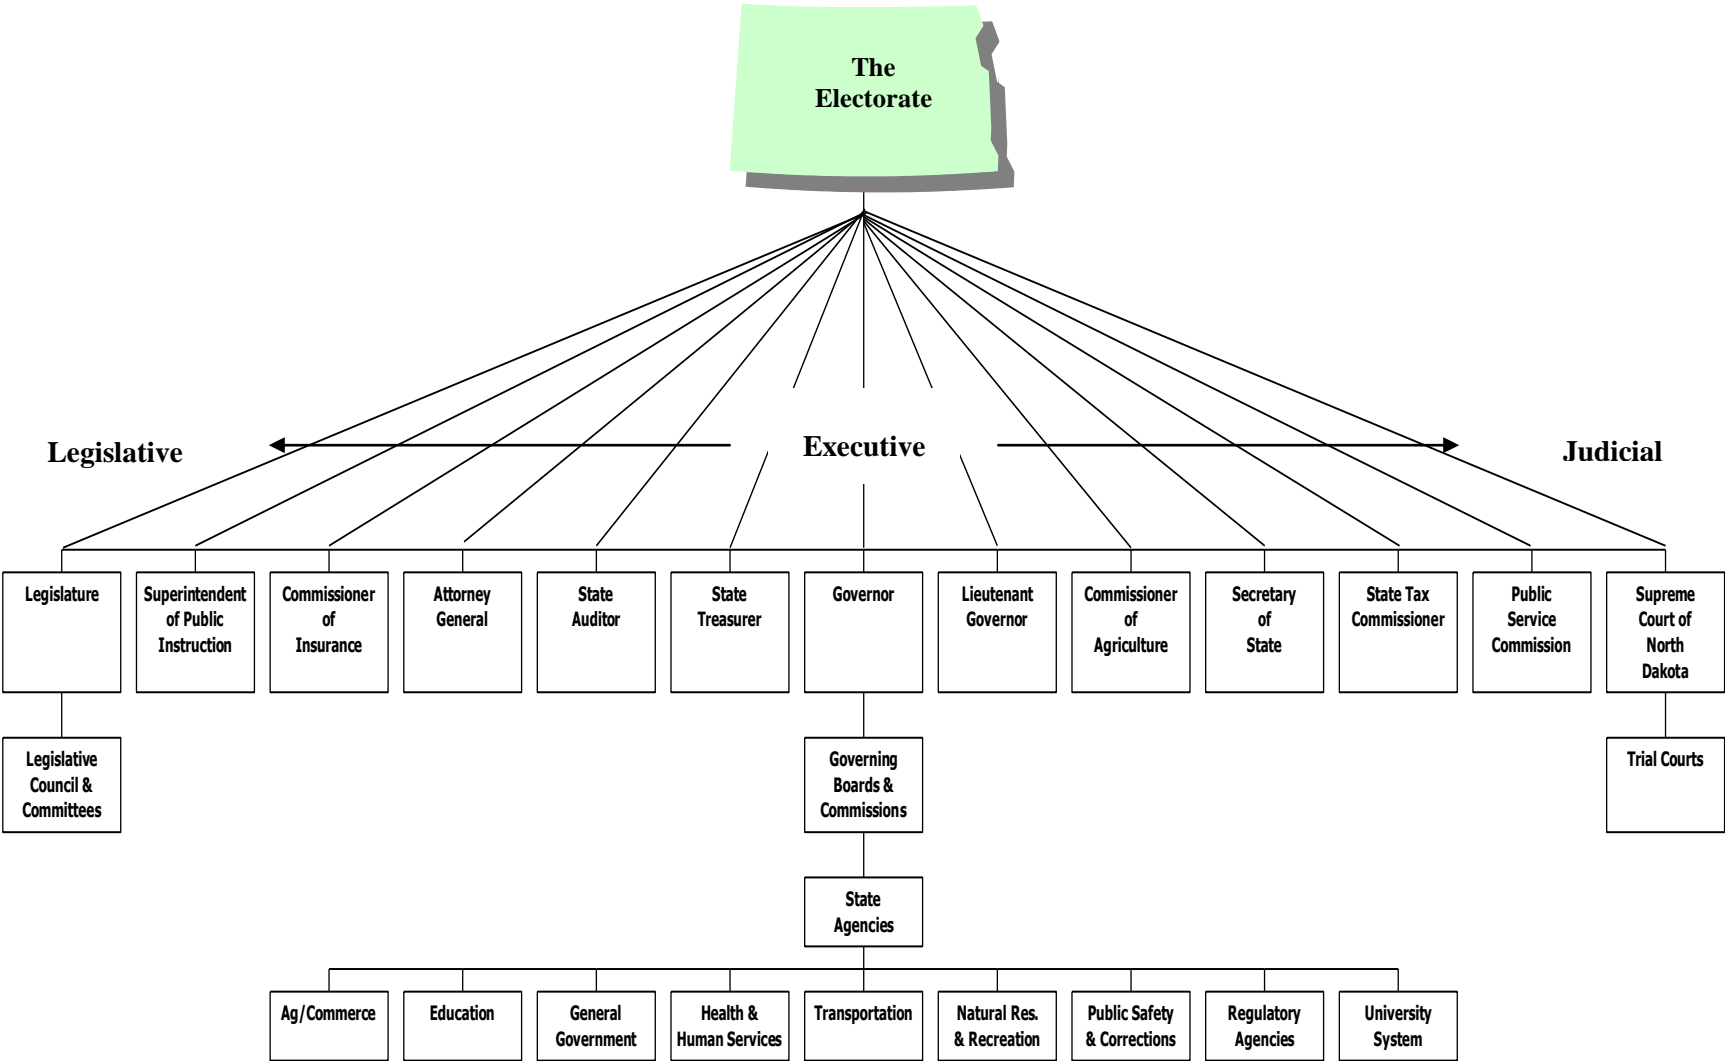 The
Electorate
Legislative
Executive
Judicial
Legislature
Superintendent
of Public
Instruction
Commissioner
of
Insurance
Attorney
General
State
Auditor
State
Treasurer
Governor
Lieutenant
Governor
Commissioner
of
Agriculture
Secretary
of
State
State Tax
Commissioner
Public
Service
Commission
Supreme
Court of
North
Dakota
Legislative
Council &
Committees
Governing
Boards &
Commissions
Trial Courts
State
Agencies
Ag/Commerce
Education
General
Government
Health &
Human Services
Transportation
Natural Res.
& Recreation
Public Safety
& Corrections
Regulatory
Agencies
University
System